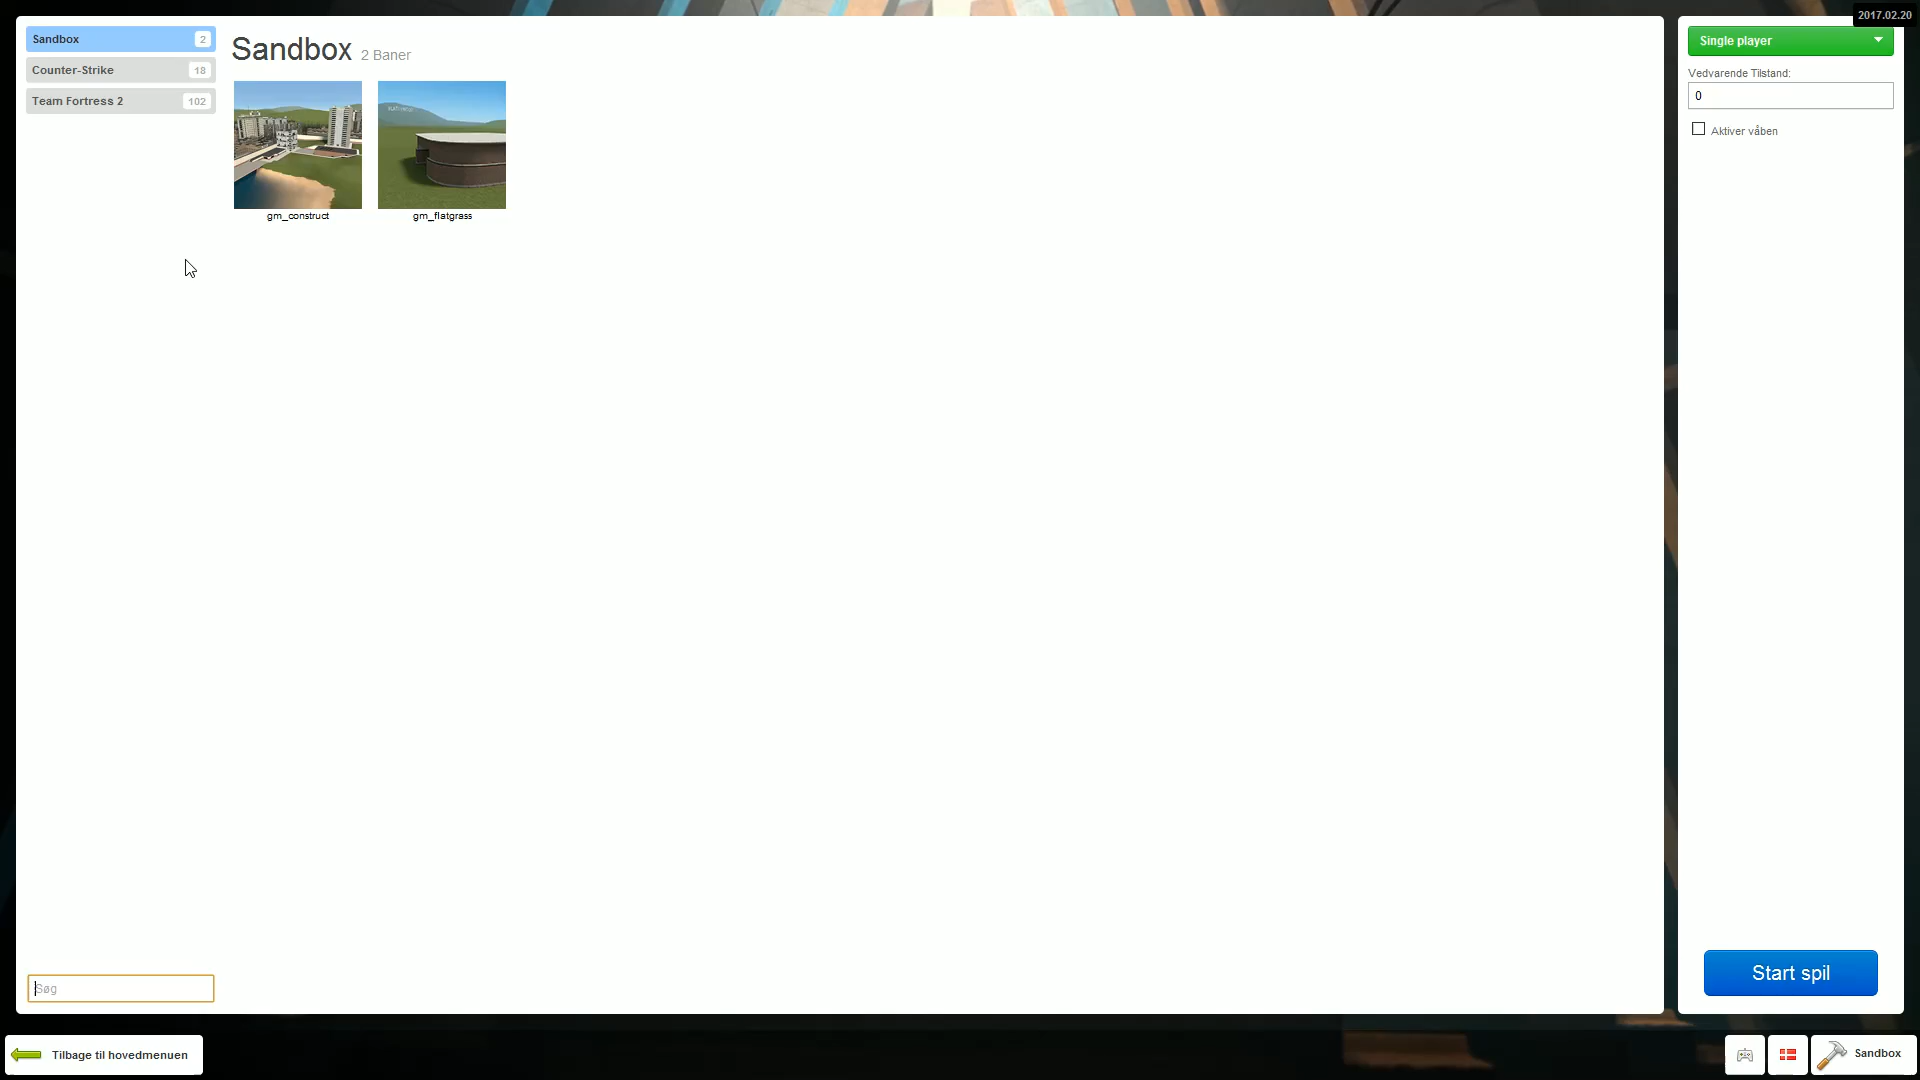 2017.02.20
Sandbox 2
Counter-Strike 18
Team Fortress 2 102
Sandbox 2 Baner
gm_construct
gm_flatgrass
Søg
Single player
Vedvarende Tilstand:
0
Aktiver våben
Start spil
Tilbage til hovedmenuen
Sandbox